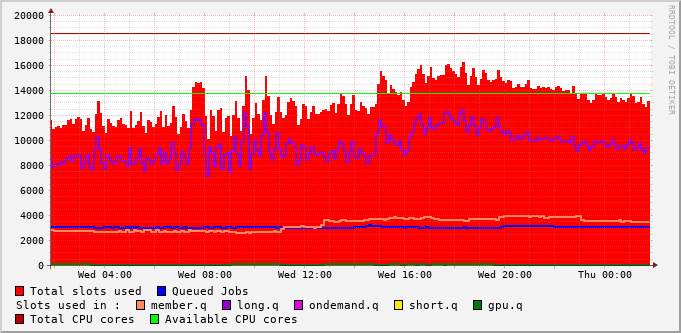 20000
18000
16000
14000
12000
10000
8000
6000
4000
2000
0
Wed 04:00 Wed 08:00 Wed 12:00 Wed 16:00 Wed 20:00 Thu 00:00
RRDTOOL / TOBI OETIKER
Total slots used Queued Jobs
Slots used in : member.q long.q ondemand.q short.q gpu.q
Total CPU cores Available CPU cores